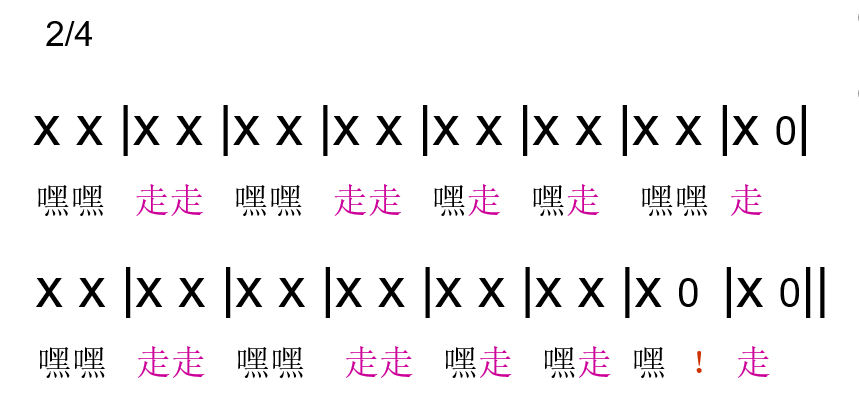 2/4
x x |x x |x x |x x |x x |x x |x x |x 0|
嘿嘿 走走 嘿嘿 走走 嘿走 嘿走 嘿嘿 走
x x |x x |x x |x x |x x |x x |x 0 |x 0||
嘿嘿 走走 嘿嘿 走走 嘿走 嘿走 嘿 ! 走